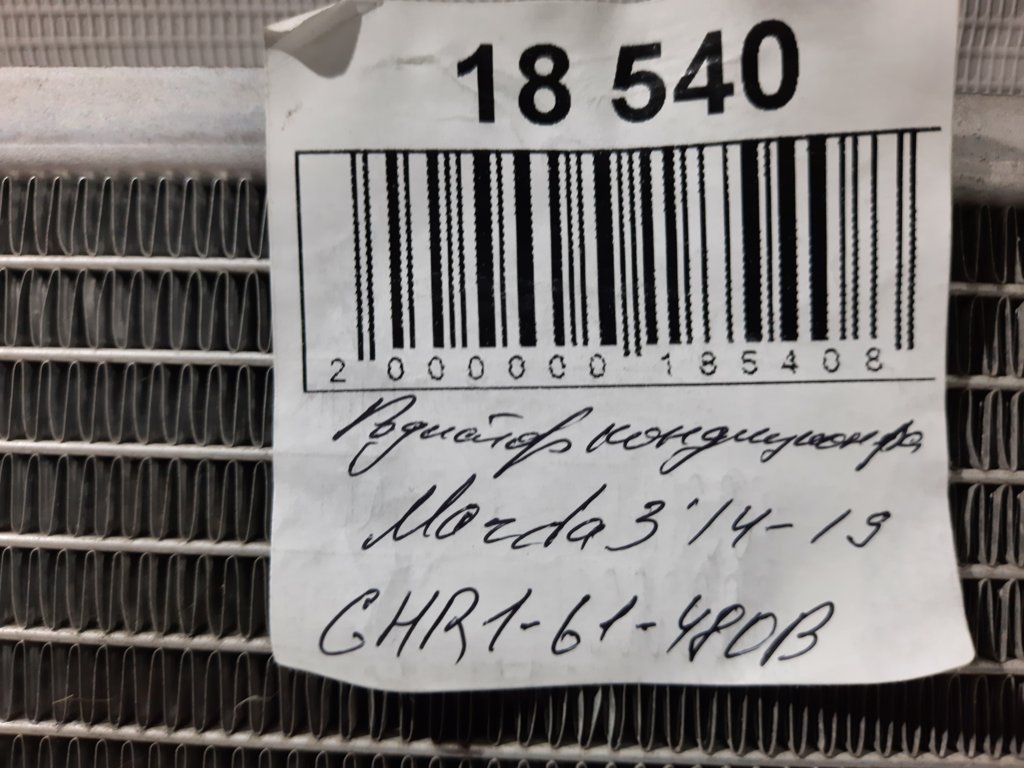 18 540
2 000000 185408
Радиатор кондиционера
Mazda 3 '14-19
GHR1-61-480B